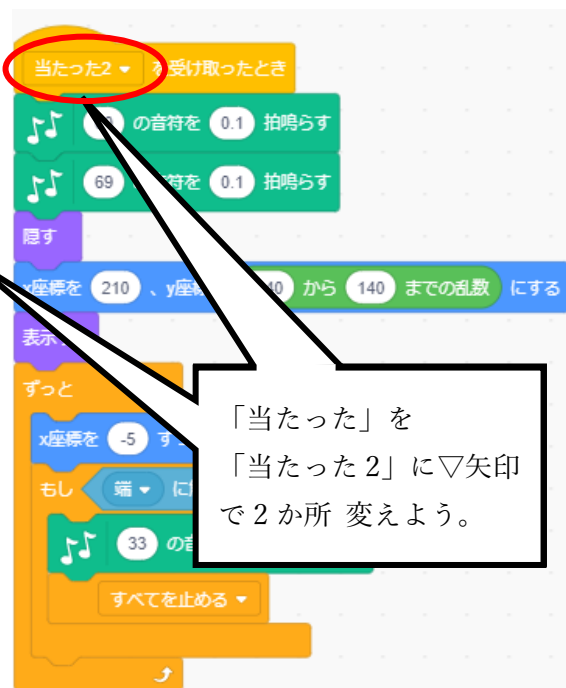 当たった2 を受け取ったとき
の音符を 0.1 拍鳴らす
69 音符を 0.1 拍鳴らす
隠す
x座標を 210 、y座標 から 140 までの乱数 にする
表示
ずっと
x座標を -5 ず
もし 端 に
33 の音
すべてを止める
「当たった」を
「当たった2」に▽矢印
で2か所 変えよう。